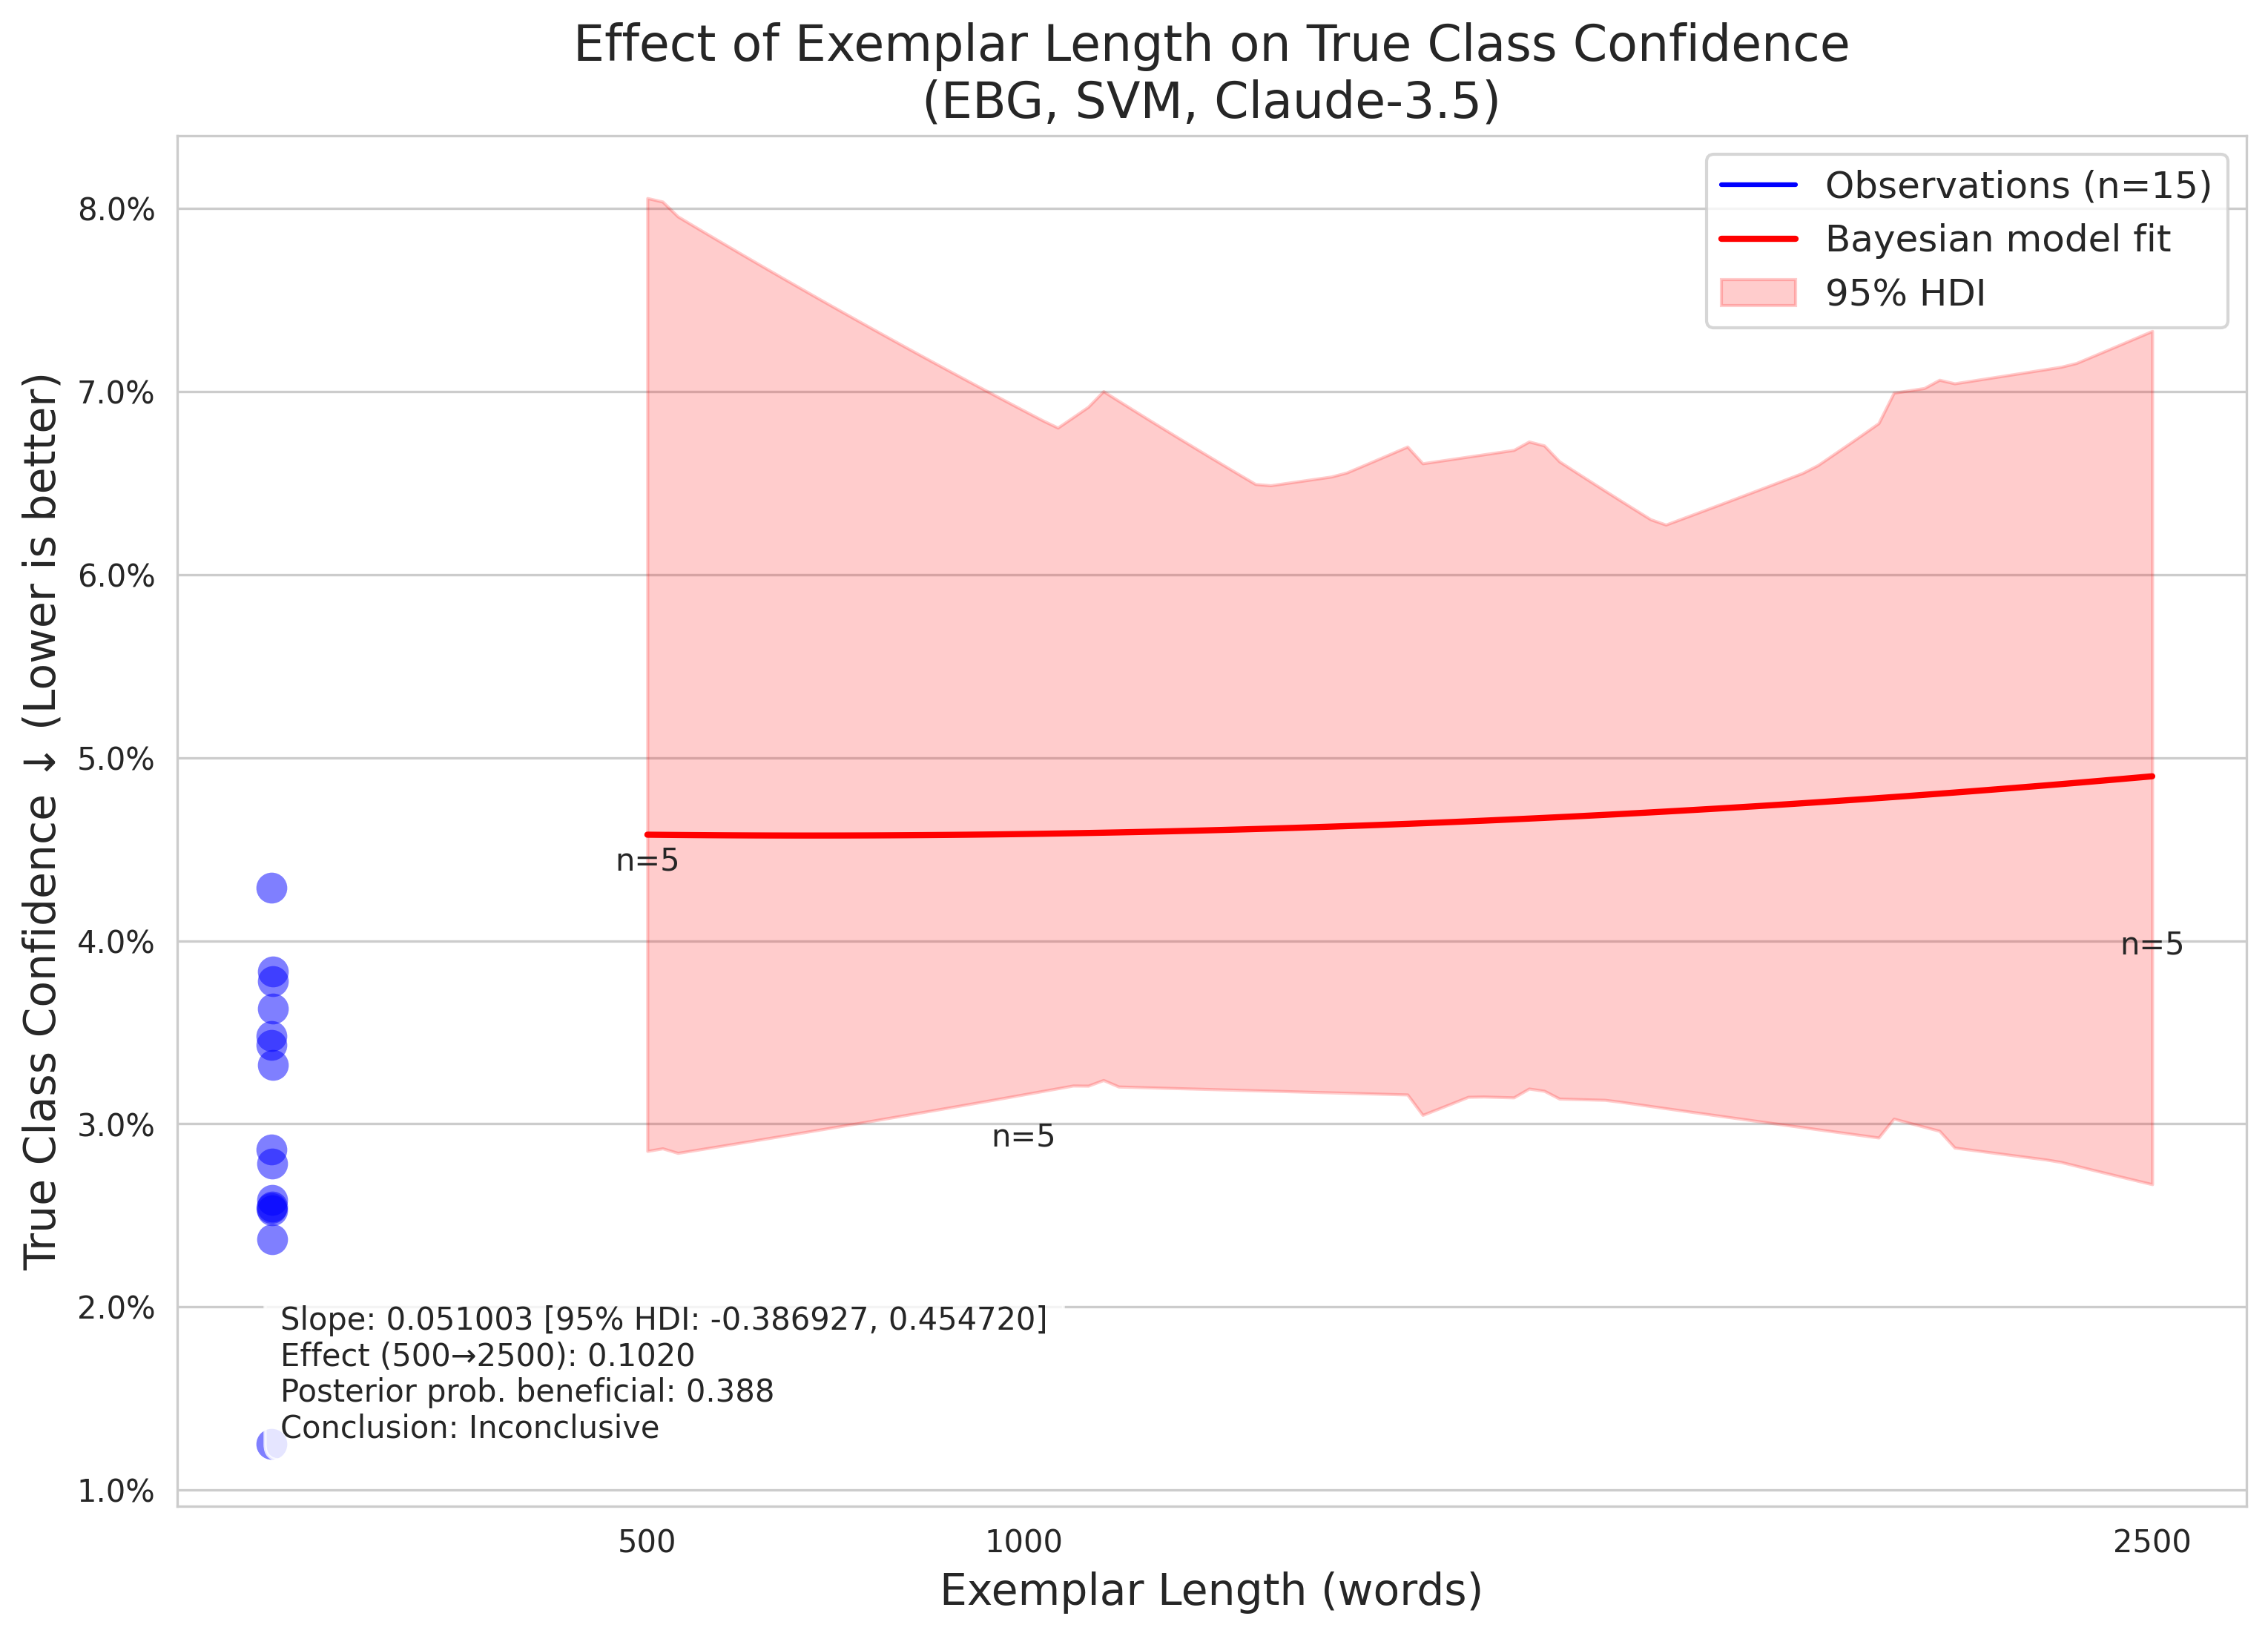 Effect of Exemplar Length on True Class Confidence
(EBG, SVM, Claude-3.5)
Observations (n=15)
Bayesian model fit
95% HDI
True Class Confidence ↓ (Lower is better)
8.0%
7.0%
6.0%
5.0%
4.0%
3.0%
2.0%
1.0%
n=5
n=5
n=5
Slope: 0.051003 [95% HDI: -0.386927, 0.454720]
Effect (500→2500): 0.1020
Posterior prob. beneficial: 0.388
Conclusion: Inconclusive
500
1000
2500
Exemplar Length (words)